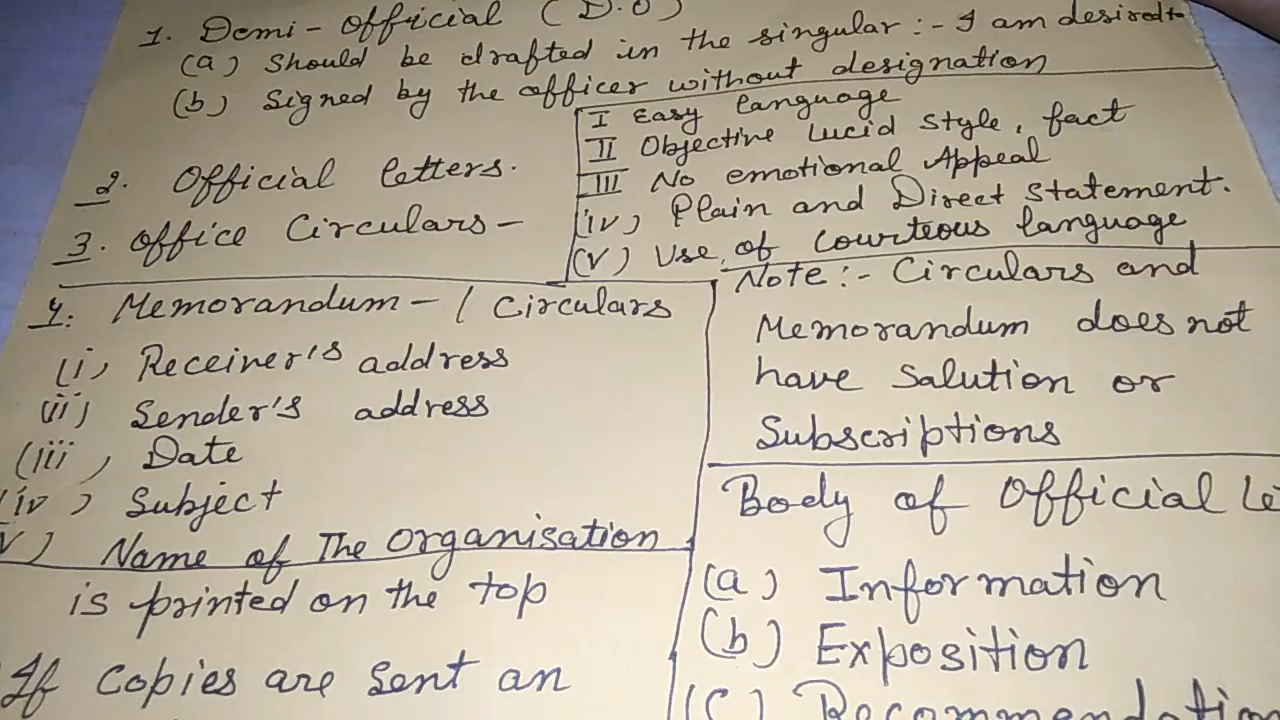 1. Demi-Official (D.O)
(a) Should be drafted in the singular :- I am desired
(b) Signed by the officer without designation
I Easy language
II Objective Lucid style, fact
III No emotional Appeal
(iv) Plain and Direct statement.
(v) Use of Courteous language
2. Official letters.
3. Office Circulars-
4. Memorandum - / Circulars
(i) Receiver's address
(ii) Sender's address
(iii) Date
(iv) Subject
v) Name of The Organisation
is printed on the top
If Copies are sent an
Note:- Circulars and
Memorandum does not
have salution or
Subscriptions
Body of Official Le
(a) Information
(b) Exposition
(c) Recommendation